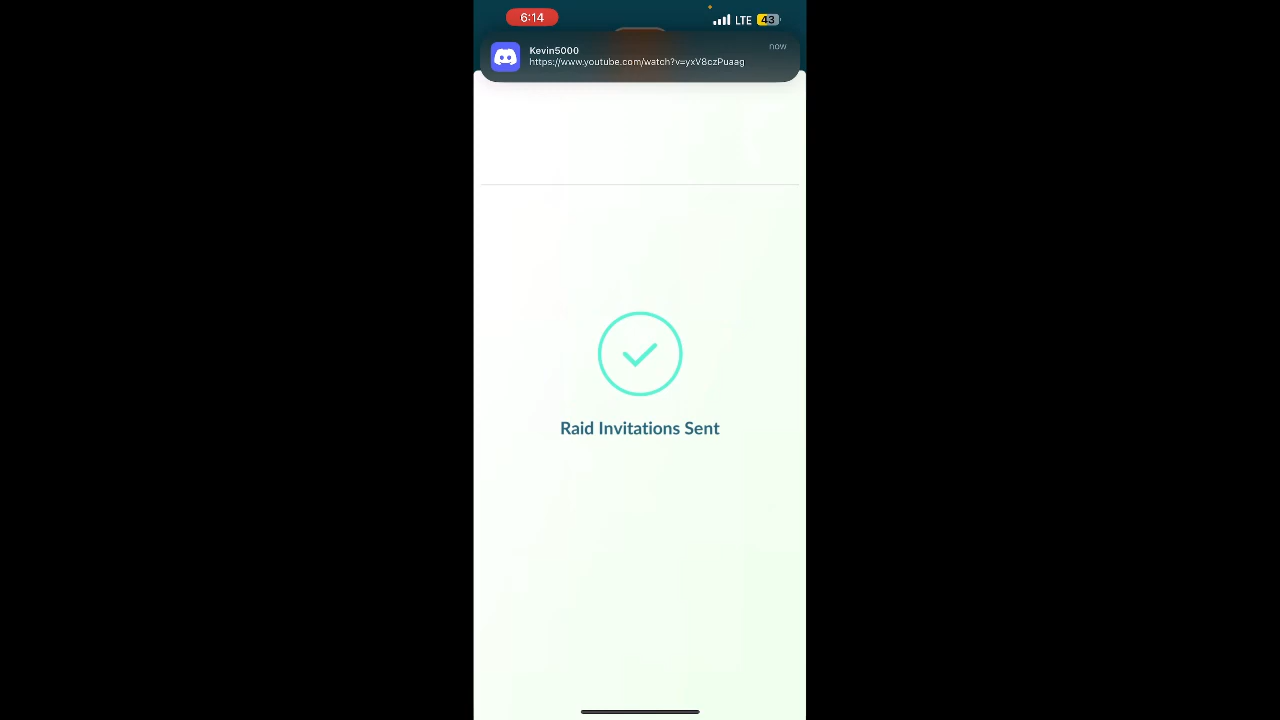 6:14
LTE 43
Kevin5000
now
https://www.youtube.com/watch?v=yxV8czPuaag
Raid Invitations Sent